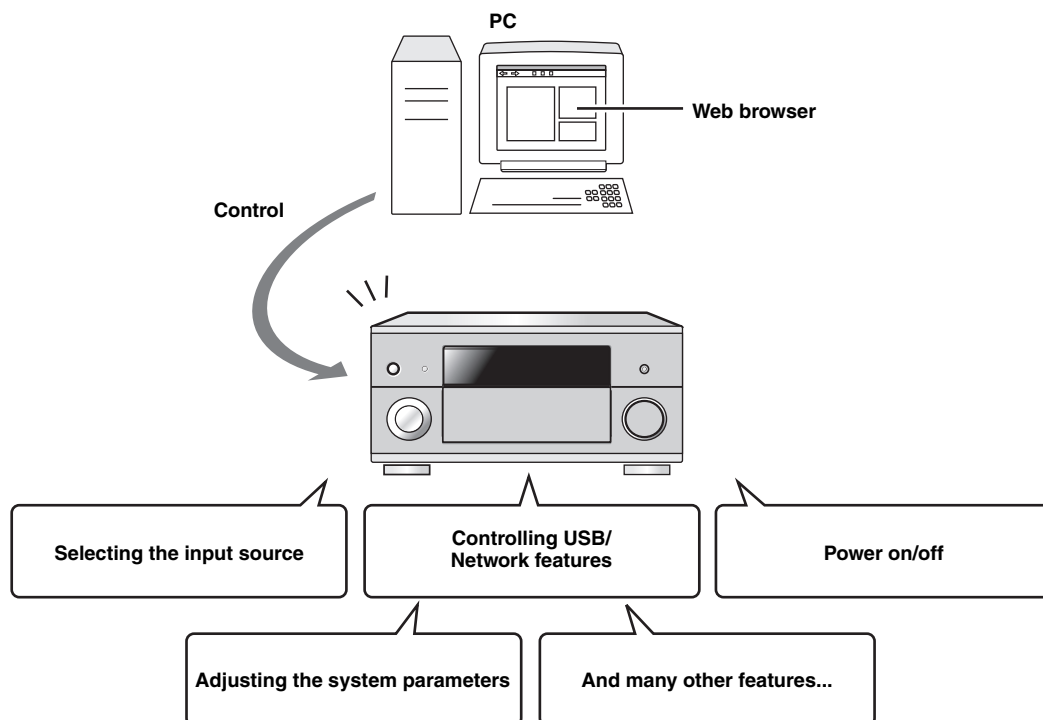 PC
Web browser
Control
Selecting the input source
Controlling USB/
Network features
Power on/off
Adjusting the system parameters
And many other features...